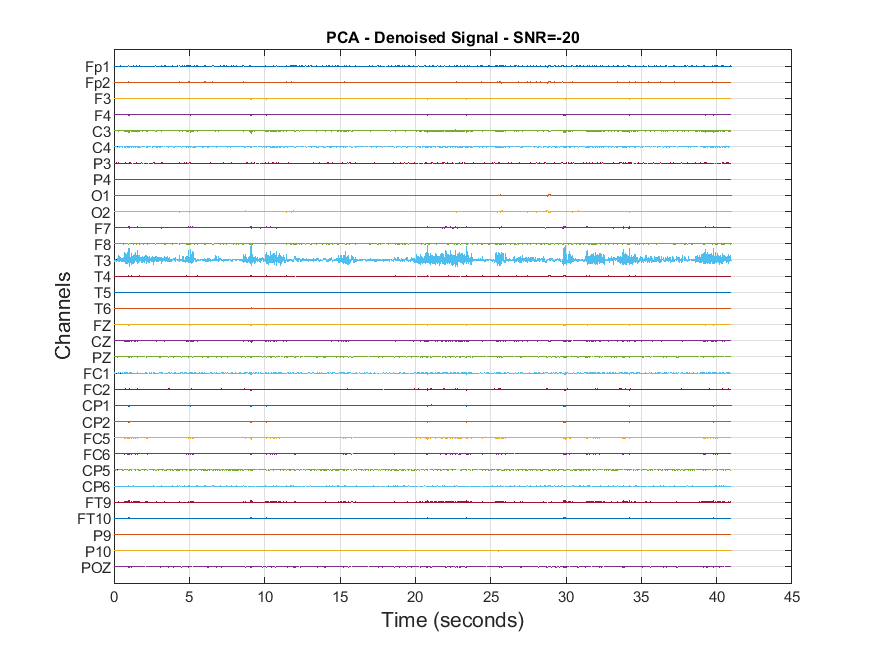 PCA - Denoised Signal - SNR=-20
Fp1
Fp2
F3
F4
C3
C4
P3
P4
O1
O2
F7
F8
T3
T4
T5
T6
FZ
CZ
PZ
FC1
FC2
CP1
CP2
FC5
FC6
CP5
CP6
FT9
FT10
P9
P10
POZ
Channels
0 5 10 15 20 25 30 35 40 45
Time (seconds)